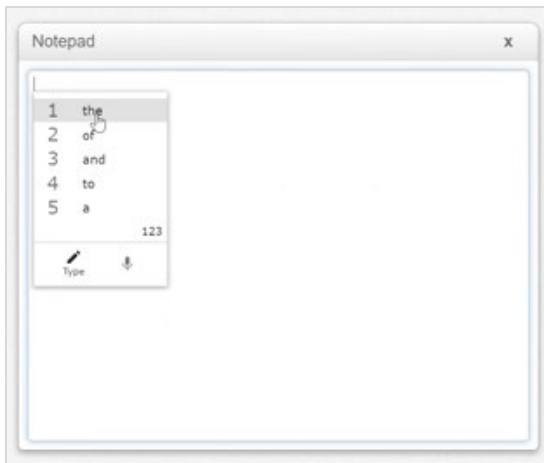 Notepad x
1 the
2 of
3 and
4 to
5 a
123
Type